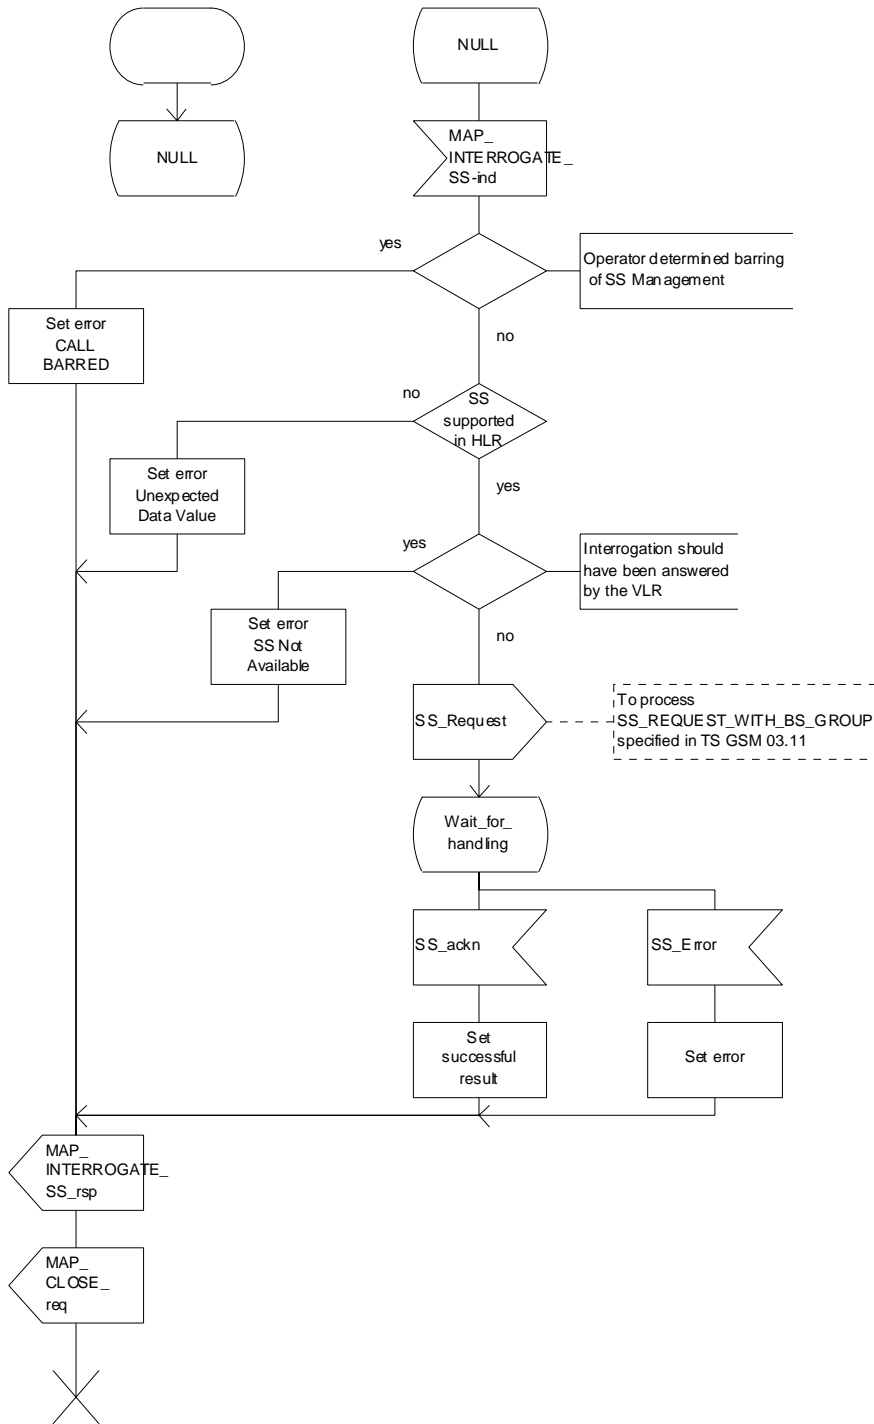 NULL
NULL
MAP_
INTERROGATE_
SS-ind
yes
Operator determined barring
of SS Management
Set error
CALL
BARRED
no
no
SS
supported
in HLR
Set error
Unexpected
Data Value
yes
yes
Interrogation should
have been answered
by the VLR
Set error
SS Not
Available
no
SS_Request
To process
SS_REQUEST_WITH_BS_GROUP
specified in TS GSM 03.11
Wait_for_
handling
SS_ackn
SS_Error
Set
successful
result
Set error
MAP_
INTERROGATE_
SS_rsp
MAP_
CLOSE_
req